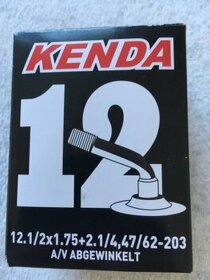 KENDA
12
12.1/2x1.75+2.1/4,47/62-203
A/V ABGEWINKELT